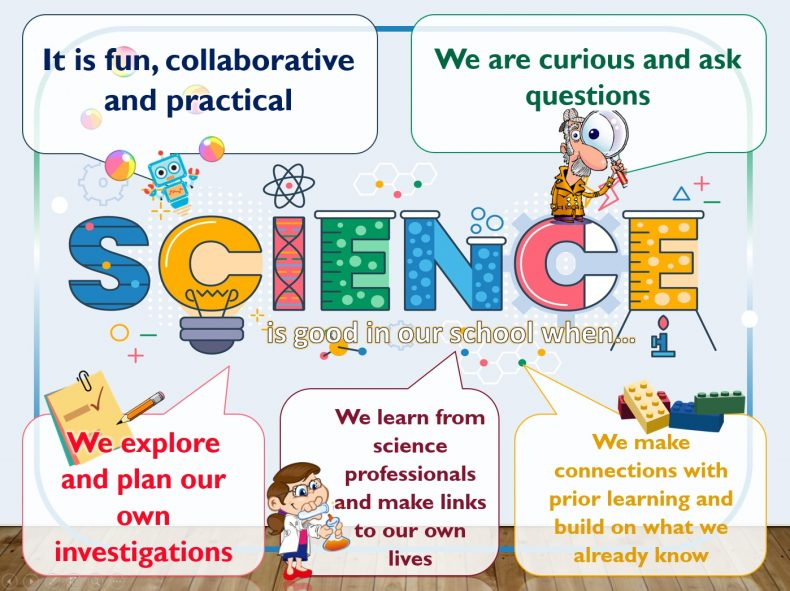 It is fun, collaborative
and practical
We are curious and ask
questions
SCIENCE
is good in our school when...
We explore
and plan our
own
investigations
We learn from
science
professionals
and make links
to our own
lives
We make
connections with
prior learning and
build on what we
already know